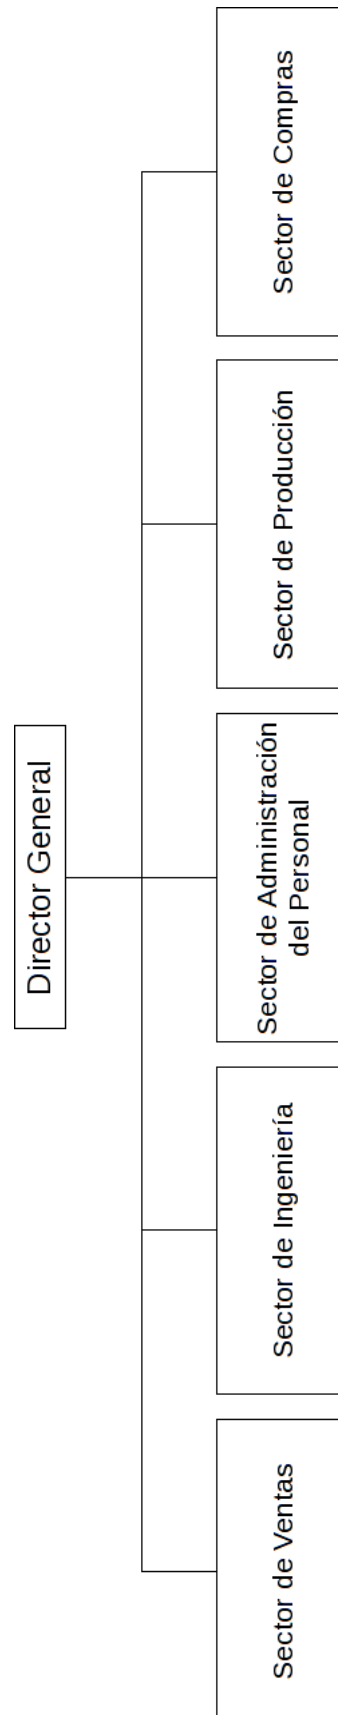 Director General
Sector de Ventas
Sector de Ingeniería
Sector de Administración
del Personal
Sector de Producción
Sector de Compras